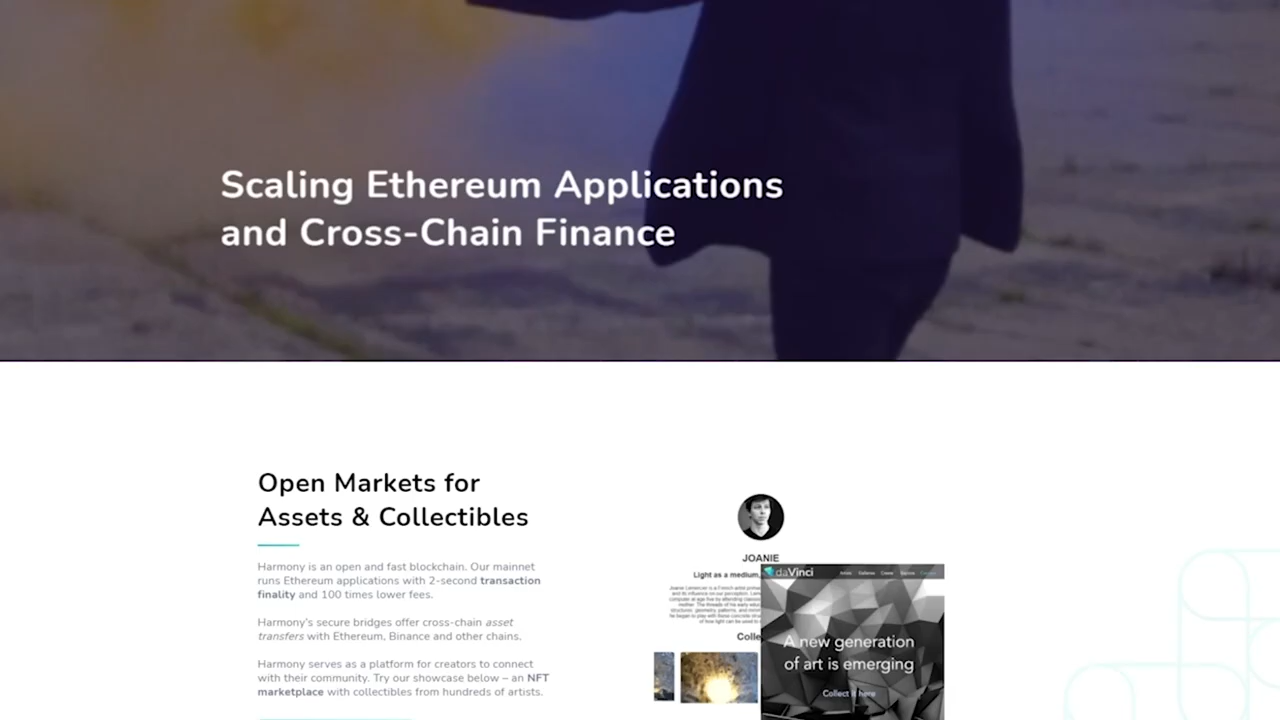 Scaling Ethereum Applications
and Cross-Chain Finance
Open Markets for
Assets & Collectibles
Harmony is an open and fast blockchain. Our mainnet
runs Ethereum applications with 2-second transaction
finality and 100 times lower fees.
Harmony's secure bridges offer cross-chain asset
transfers with Ethereum, Binance and other chains.
Harmony serves as a platform for creators to connect
with their community. Try our showcase below – an NFT
marketplace with collectibles from hundreds of artists.
JOANIE
Light as a medium,
Colle
daVinci
A new generation
of art is emerging
Collect it here